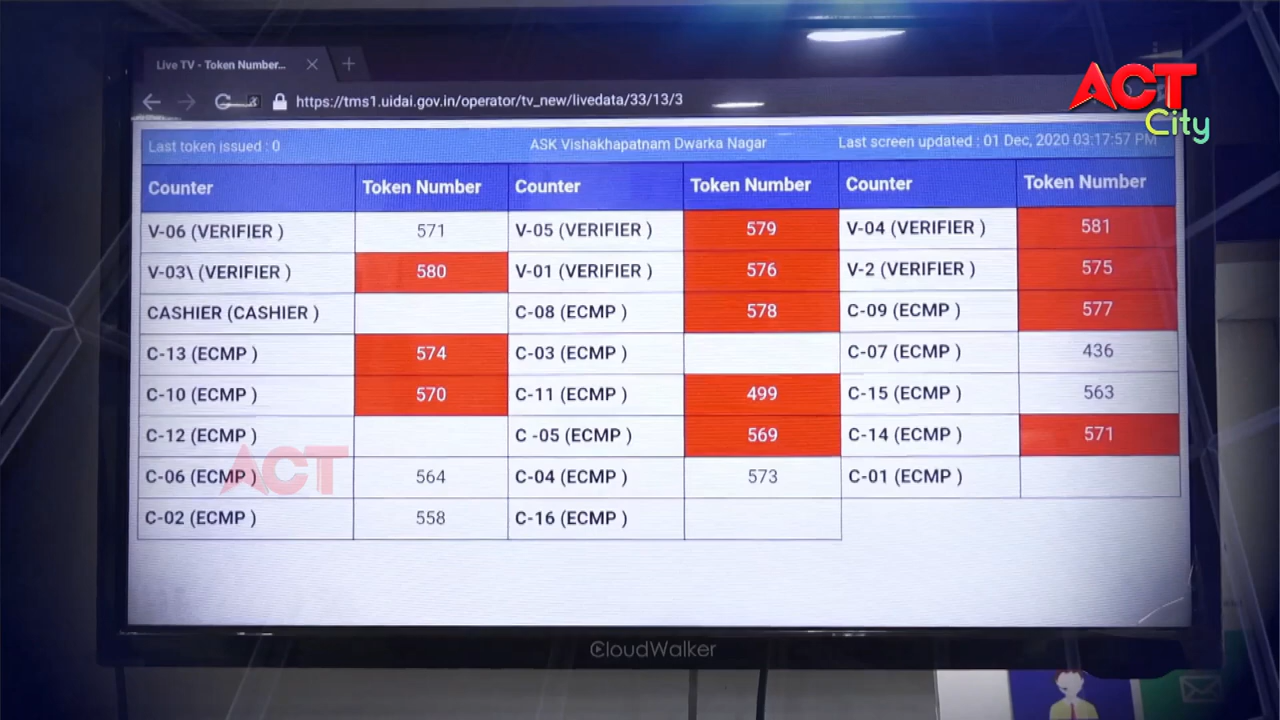 Live TV - Token Number...
https://tms1.uidai.gov.in/operator/tv_new/livedata/33/13/3
ACT
City
Last token issued : 0 ASK Vishakhapatnam Dwarka Nagar Last screen updated : 01 Dec, 2020 03:17:57 PM
Counter Token Number Counter Token Number Counter Token Number
V-06 (VERIFIER ) 571 V-05 (VERIFIER ) 579 V-04 (VERIFIER ) 581
V-03\ (VERIFIER ) 580 V-01 (VERIFIER ) 576 V-2 (VERIFIER ) 575
CASHIER (CASHIER ) C-08 (ECMP ) 578 C-09 (ECMP ) 577
C-13 (ECMP ) 574 C-03 (ECMP ) C-07 (ECMP ) 436
C-10 (ECMP ) 570 C-11 (ECMP ) 499 C-15 (ECMP ) 563
C-12 (ECMP ) C -05 (ECMP ) 569 C-14 (ECMP ) 571
ACT
C-06 (ECMP ) 564 C-04 (ECMP ) 573 C-01 (ECMP )
C-02 (ECMP ) 558 C-16 (ECMP )
CloudWalker